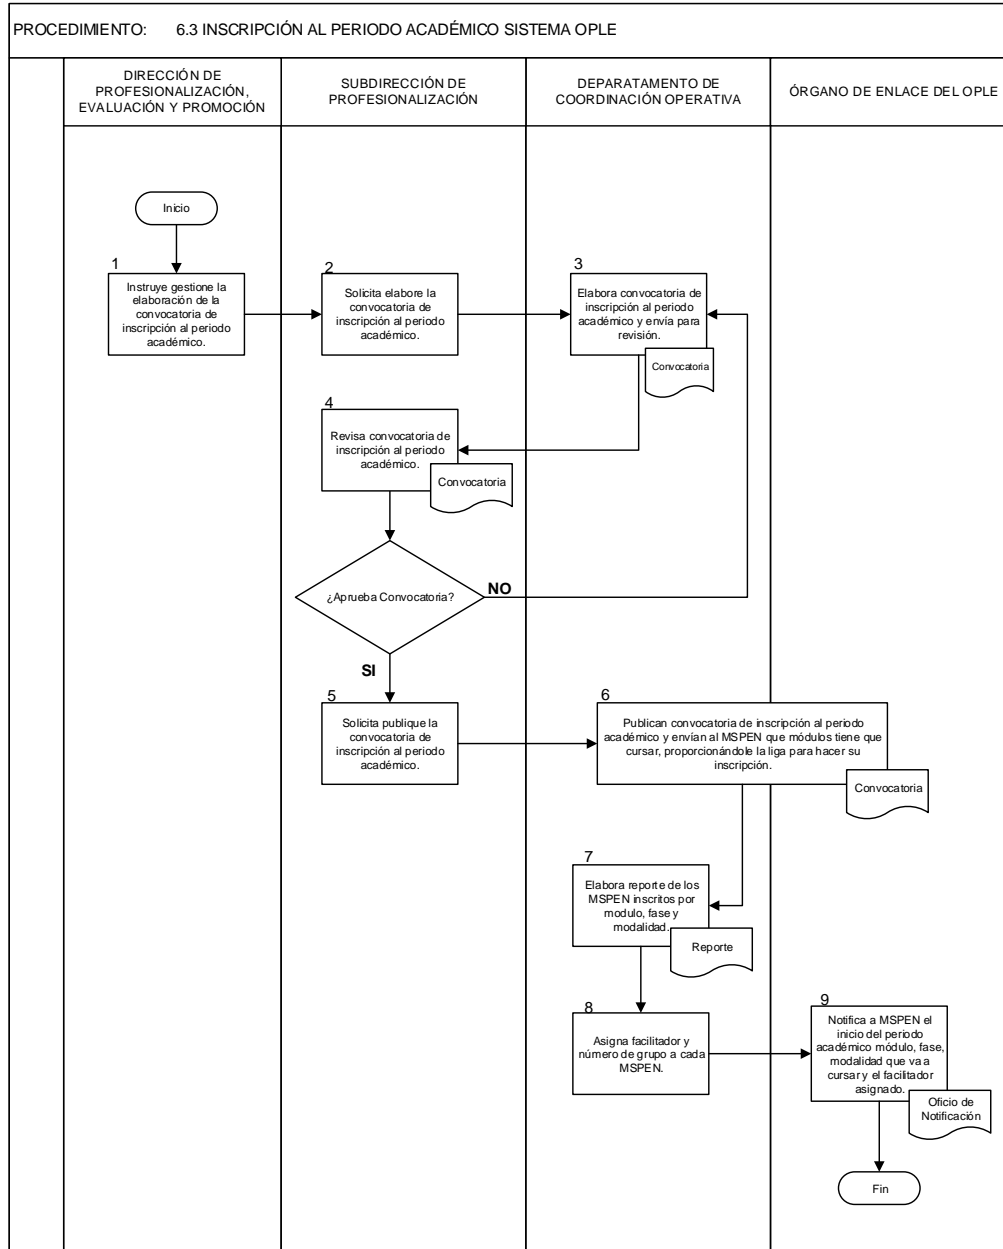 PROCEDIMIENTO: 6.3 INSCRIPCIÓN AL PERIODO ACADÉMICO SISTEMA OPLE
DIRECCIÓN DE
PROFESIONALIZACIÓN,
EVALUACIÓN Y PROMOCIÓN
SUBDIRECCIÓN DE
PROFESIONALIZACIÓN
DEPARTAMENTO DE
COORDINACIÓN OPERATIVA
ÓRGANO DE ENLACE DEL OPLE
Inicio
1
Instruye gestione la
elaboración de la
convocatoria de
inscripción al periodo
académico.
2
Solicita elabore la
convocatoria de
inscripción al periodo
académico.
3
Elabora convocatoria de
inscripción al periodo
académico y envía para
revisión.
Convocatoria
4
Revisa convocatoria de
inscripción al periodo
académico.
Convocatoria
¿Aprueba Convocatoria?
NO
SI
5
Solicita publique la
convocatoria de
inscripción al periodo
académico.
6
Publican convocatoria de inscripción al periodo
académico y envían al MSPEN que módulos tiene que
cursar, proporcionándole la liga para hacer su
inscripción.
Convocatoria
7
Elabora reporte de los
MSPEN inscritos por
modulo, fase y
modalidad.
Reporte
8
Asigna facilitador y
número de grupo a cada
MSPEN.
9
Notifica a MSPEN el
inicio del periodo
académico módulo, fase,
modalidad que va a
cursar y el facilitador
asignado.
Oficio de
Notificación
Fin